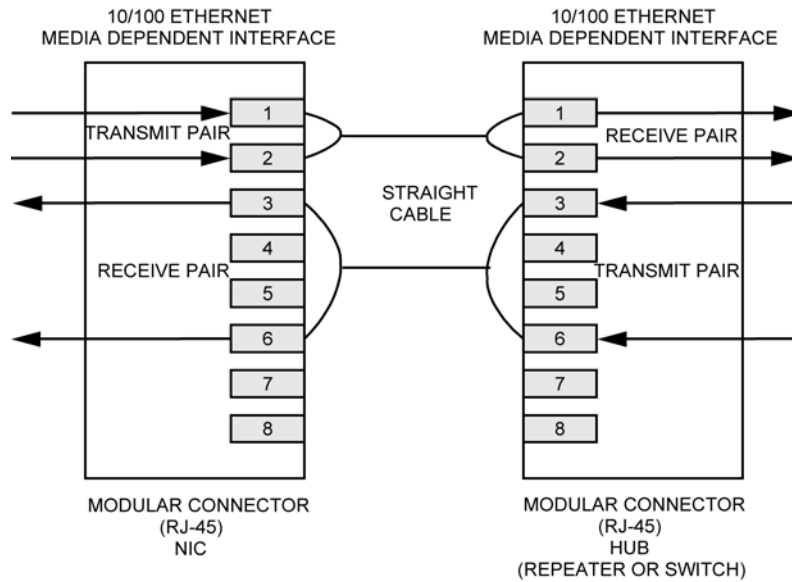 10/100 ETHERNET
MEDIA DEPENDENT INTERFACE
1
TRANSMIT PAIR
2
3
4
RECEIVE PAIR
5
6
7
8
MODULAR CONNECTOR
(RJ-45)
NIC
STRAIGHT
CABLE
10/100 ETHERNET
MEDIA DEPENDENT INTERFACE
1
RECEIVE PAIR
2
3
4
TRANSMIT PAIR
5
6
7
8
MODULAR CONNECTOR
(RJ-45)
HUB
(REPEATER OR SWITCH)